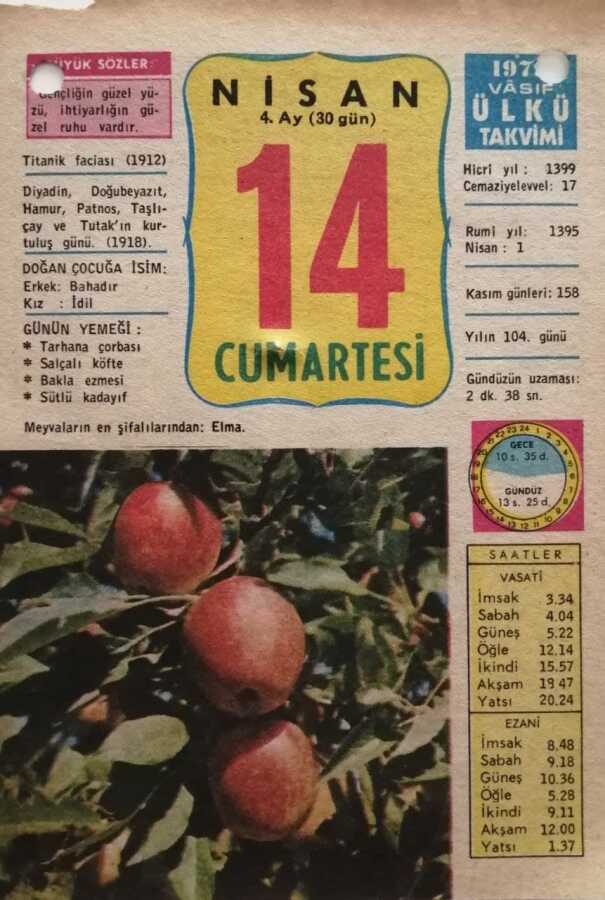 BÜYÜK SÖZLER
Gençliğin güzel yü-
zü, ihtiyarlığın gü-
zel ruhu vardır.
Titanik faciası (1912)
Diyadin, Doğubeyazıt,
Hamur, Patnos, Taşlı-
çay ve Tutak'ın kur-
tuluş günü. (1918).
DOĞAN ÇOCUĞA İSİM:
Erkek: Bahadır
Kız : İdil
GÜNÜN YEMEĞİ :
* Tarhana çorbası
* Salçalı köfte
* Bakla ezmesi
* Sütlü kadayıf
Meyvaların en şifalılarından: Elma.
NİSAN
4. Ay (30 gün)
14
CUMARTESİ
VÂSIF
ÜLKÜ
TAKVİMİ
Hicri yıl : 1399
Cemaziyelevvel: 17
Rumi yıl: 1395
Nisan : 1
Kasım günleri: 158
Yılın 104. günü
Gündüzün uzaması:
2 dk. 38 sn.
GECE
10 s. 35 d.
GÜNDÜZ
13 s. 25 d.
SAATLER
VASATİ
İmsak 3.34
Sabah 4.04
Güneş 5.22
Öğle 12.14
İkindi 15.57
Akşam 18 47
Yatsı 20.24
EZANİ
İmsak 8.48
Sabah 9.18
Güneş 10.36
Öğle 5.28
İkindi 9.11
Akşam 12.00
Yatsı 1.37